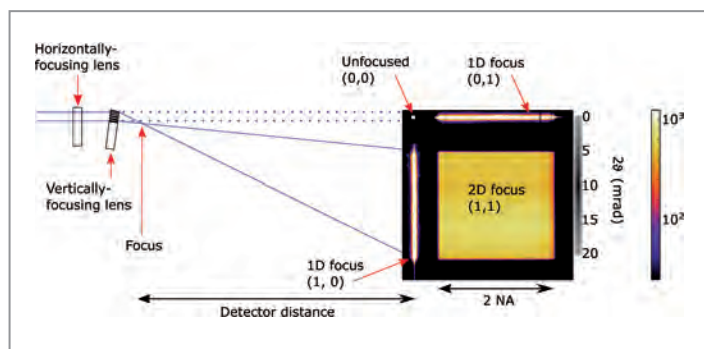 Horizontally-
focusing lens
Unfocused
(0,0)
1D focus
(0,1)
Vertically-
focusing lens
Focus
1D focus
(1, 0)
2D focus
(1,1)
Detector distance
2 NA
0
5
10
15
20
2θ (mrad)
10³
10²